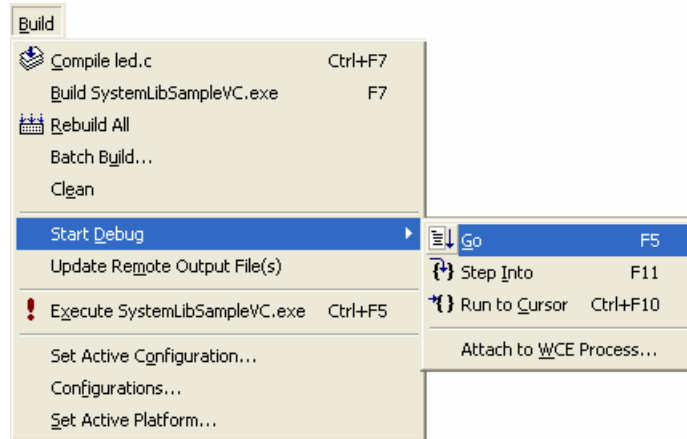 Build
Compile led.c Ctrl+F7
Build SystemLibSampleVC.exe F7
Rebuild All
Batch Build...
Clean
Start Debug
Update Remote Output File(s)
Execute SystemLibSampleVC.exe Ctrl+F5
Set Active Configuration...
Configurations...
Set Active Platform...
Go F5
Step Into F11
Run to Cursor Ctrl+F10
Attach to WCE Process...